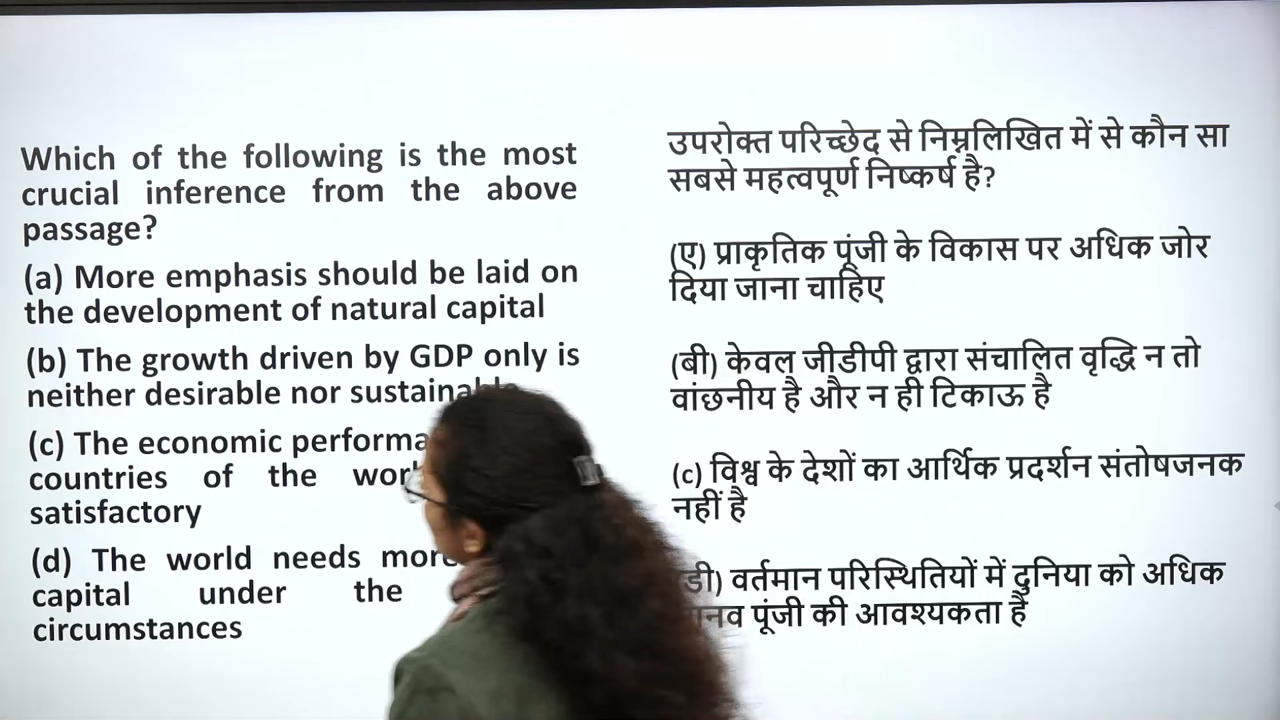 Which of the following is the most
crucial inference from the above
passage?
(a) More emphasis should be laid on
the development of natural capital
(b) The growth driven by GDP only is
neither desirable nor
(c) The economic
countries of the
satisfactory
(d) The world needs more
capital under the
circumstances
उपरोक्त परिच्छेद से निम्नलिखित में से कौन सा
सबसे महत्वपूर्ण निष्कर्ष है?
(ए) प्राकृतिक पूंजी के विकास पर अधिक जोर
दिया जाना चाहिए
(बी) केवल जीडीपी द्वारा संचालित वृद्धि न तो
वांछनीय है और न ही टिकाऊ है
(c) विश्व के देशों का आर्थिक प्रदर्शन संतोषजनक
नहीं है
डी) वर्तमान परिस्थितियों में दुनिया को अधिक
पूंजी की आवश्यकता है